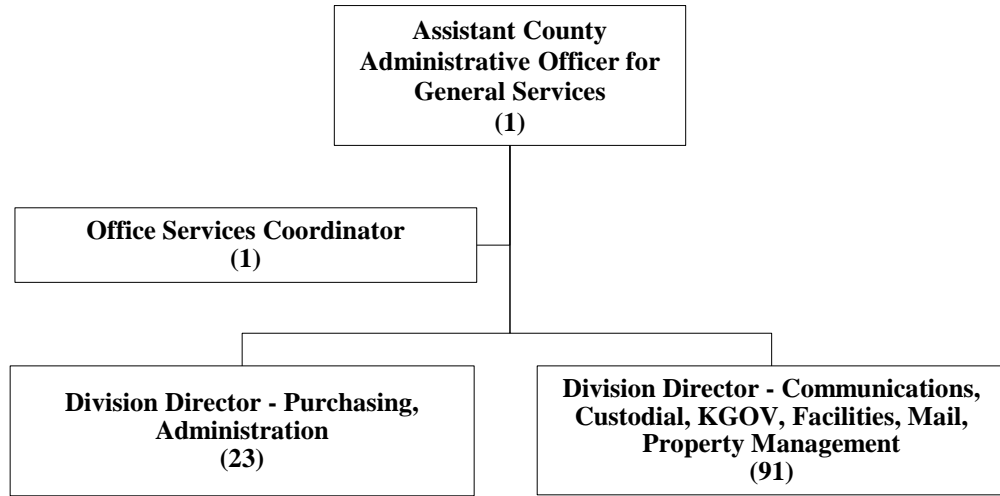 Assistant County
Administrative Officer for
General Services
(1)
Office Services Coordinator
(1)
Division Director - Purchasing,
Administration
(23)
Division Director - Communications,
Custodial, KGOV, Facilities, Mail,
Property Management
(91)